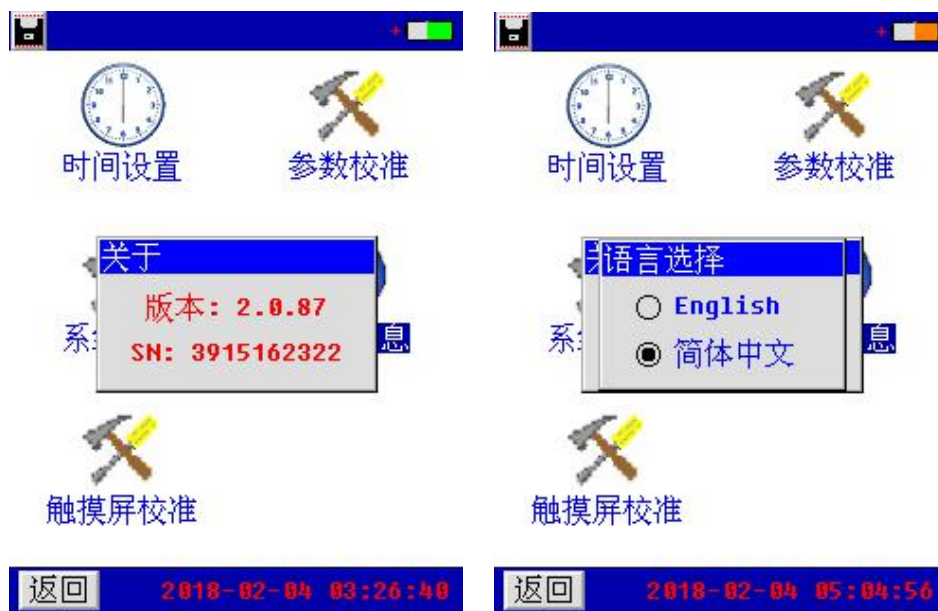 时间设置
参数校准
关于
版本: 2.0.87
SN: 3915162322
系
息
触摸屏校准
返回
2018-02-04 03:26:40
时间设置
参数校准
语言选择
English
简体中文
系
息
触摸屏校准
返回
2018-02-04 05:04:56